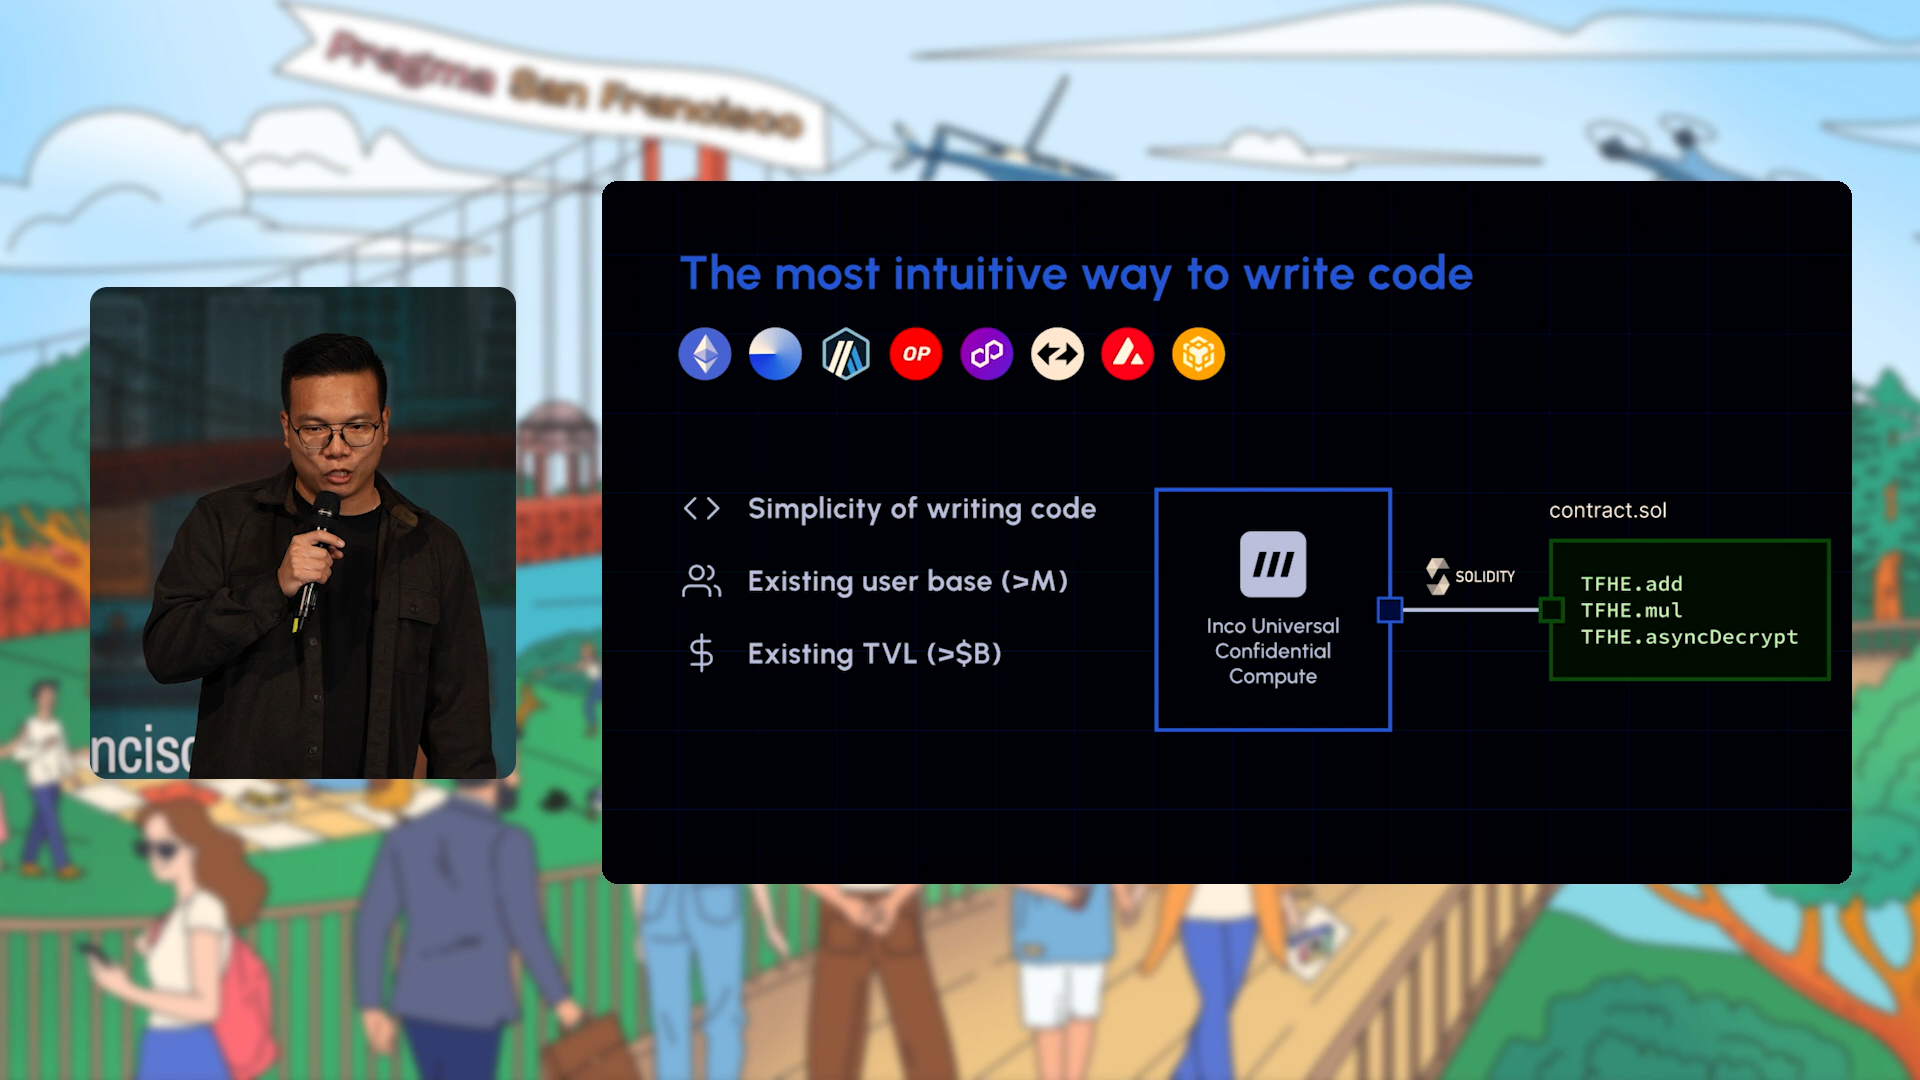 Pragma San Francisco
ncisc
The most intuitive way to write code
OP
Simplicity of writing code
Existing user base (>M)
Existing TVL (>$B)
Inco Universal
Confidential
Compute
SOLIDITY
contract.sol
TFHE.add
TFHE.mul
TFHE.asyncDecrypt